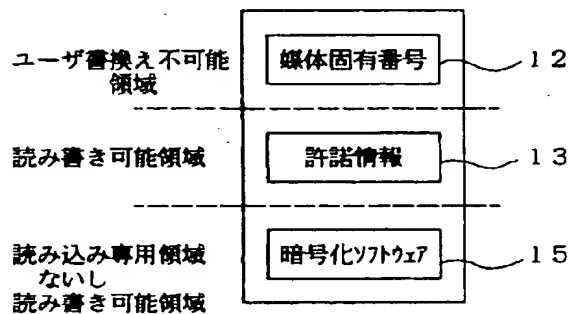 ユーザ書換え不可能
領域
媒体固有番号
12
読み書き可能領域
許諾情報
13
読み込み専用領域
ないし
読み書き可能領域
暗号化ソフトウェア
15